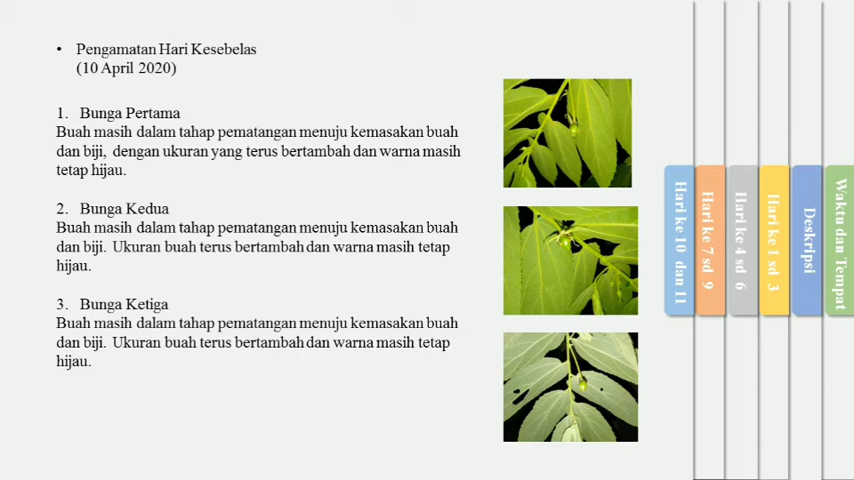 • Pengamatan Hari Kesebelas
(10 April 2020)
1. Bunga Pertama
Buah masih dalam tahap pematangan menuju kemasakan buah
dan biji, dengan ukuran yang terus bertambah dan warna masih
tetap hijau.
2. Bunga Kedua
Buah masih dalam tahap pematangan menuju kemasakan buah
dan biji. Ukuran buah terus bertambah dan warna masih tetap
hijau.
3. Bunga Ketiga
Buah masih dalam tahap pematangan menuju kemasakan buah
dan biji. Ukuran buah terus bertambah dan warna masih tetap
hijau.
Hari ke 10 dan 11
Hari ke 7 sd 9
Hari ke 4 sd 6
Hari ke 1 sd 3
Deskripsi
Waktu dan Tempat